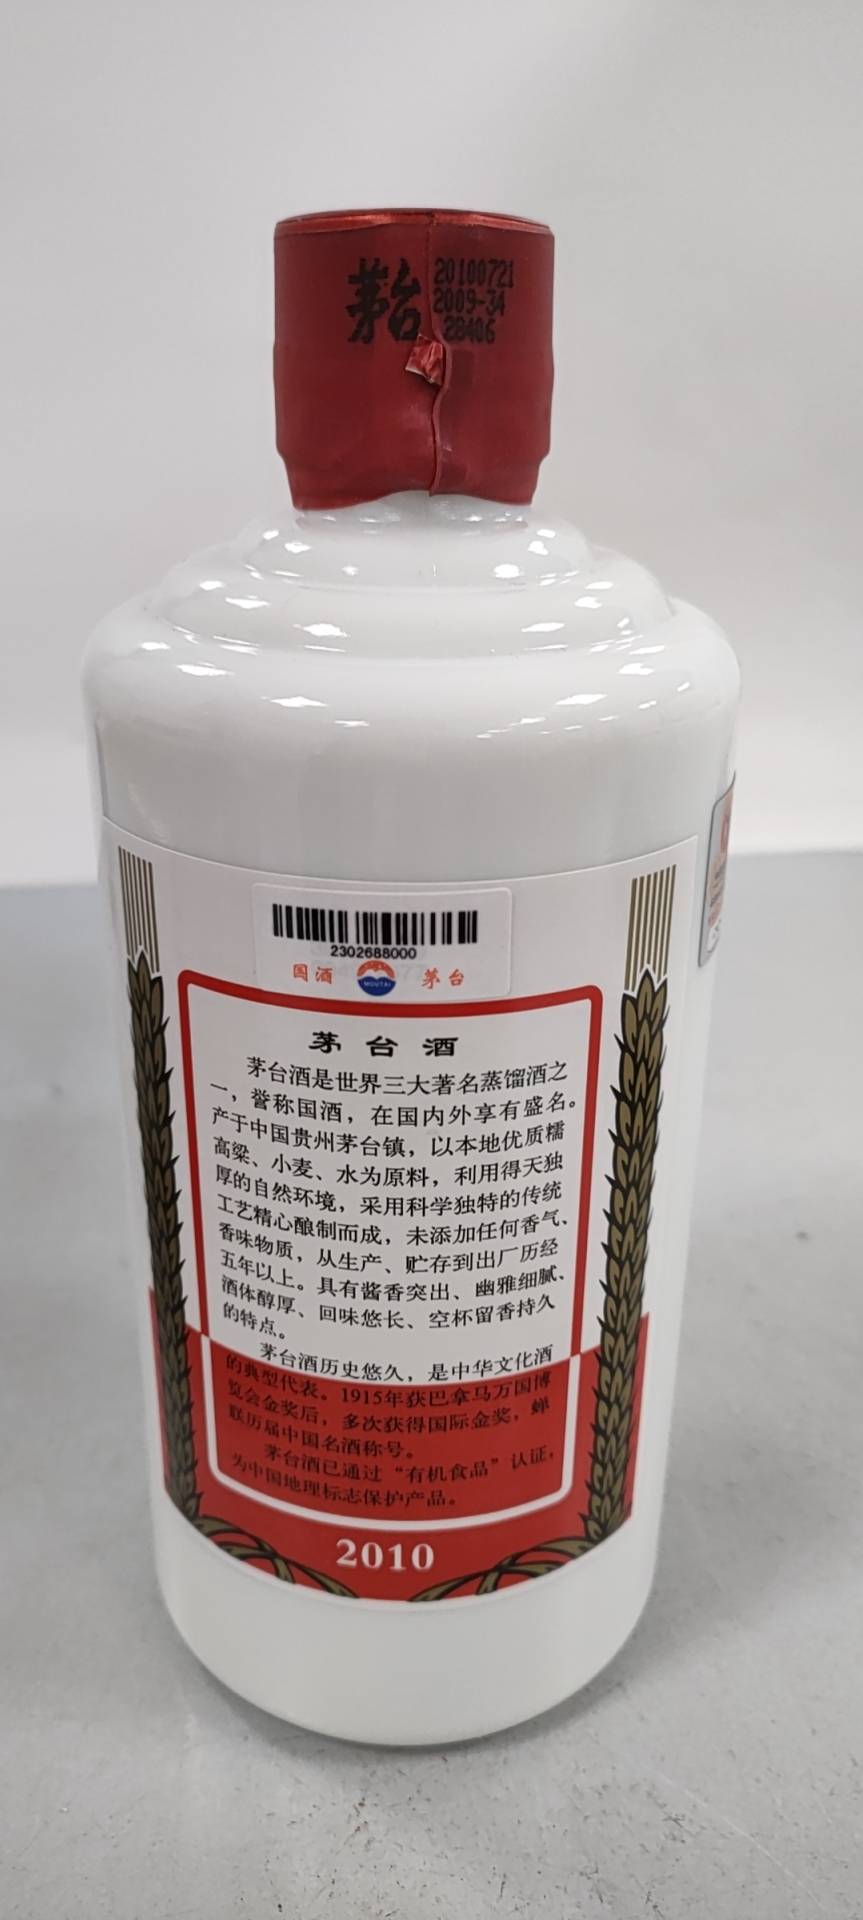 茅台
20100721
2009-34
28406
2302688000
国酒
MOUTAI
茅台
茅台酒
茅台酒是世界三大著名蒸馏酒之
一，誉称国酒，在国内外享有盛名。
产于中国贵州茅台镇，以本地优质糯
高粱、小麦、水为原料，利用得天独
厚的自然环境，采用科学独特的传统
工艺精心酿制而成，未添加任何香气、
香味物质，从生产、贮存到出厂历经
五年以上。具有酱香突出、幽雅细腻、
酒体醇厚、回味悠长、空杯留香持久
的特点。
茅台酒历史悠久，是中华文化酒
的典型代表。1915年获巴拿马万国博
览会金奖后，多次获得国际金奖，蝉
联历届中国名酒称号。
茅台酒已通过“有机食品”认证，
为中国地理标志保护产品。
2010